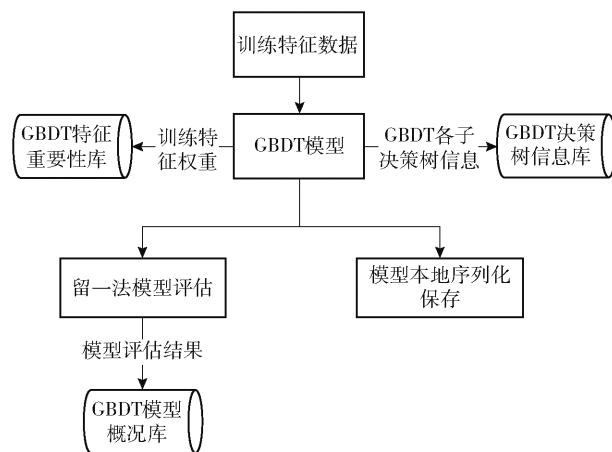 训练特征数据
GBDT特征
重要性库
训练特
征权重
GBDT模型
GBDT各子
决策树信息
GBDT决策
树信息库
留一法模型评估
模型本地序列化
保存
模型评估结果
GBDT模型
概况库